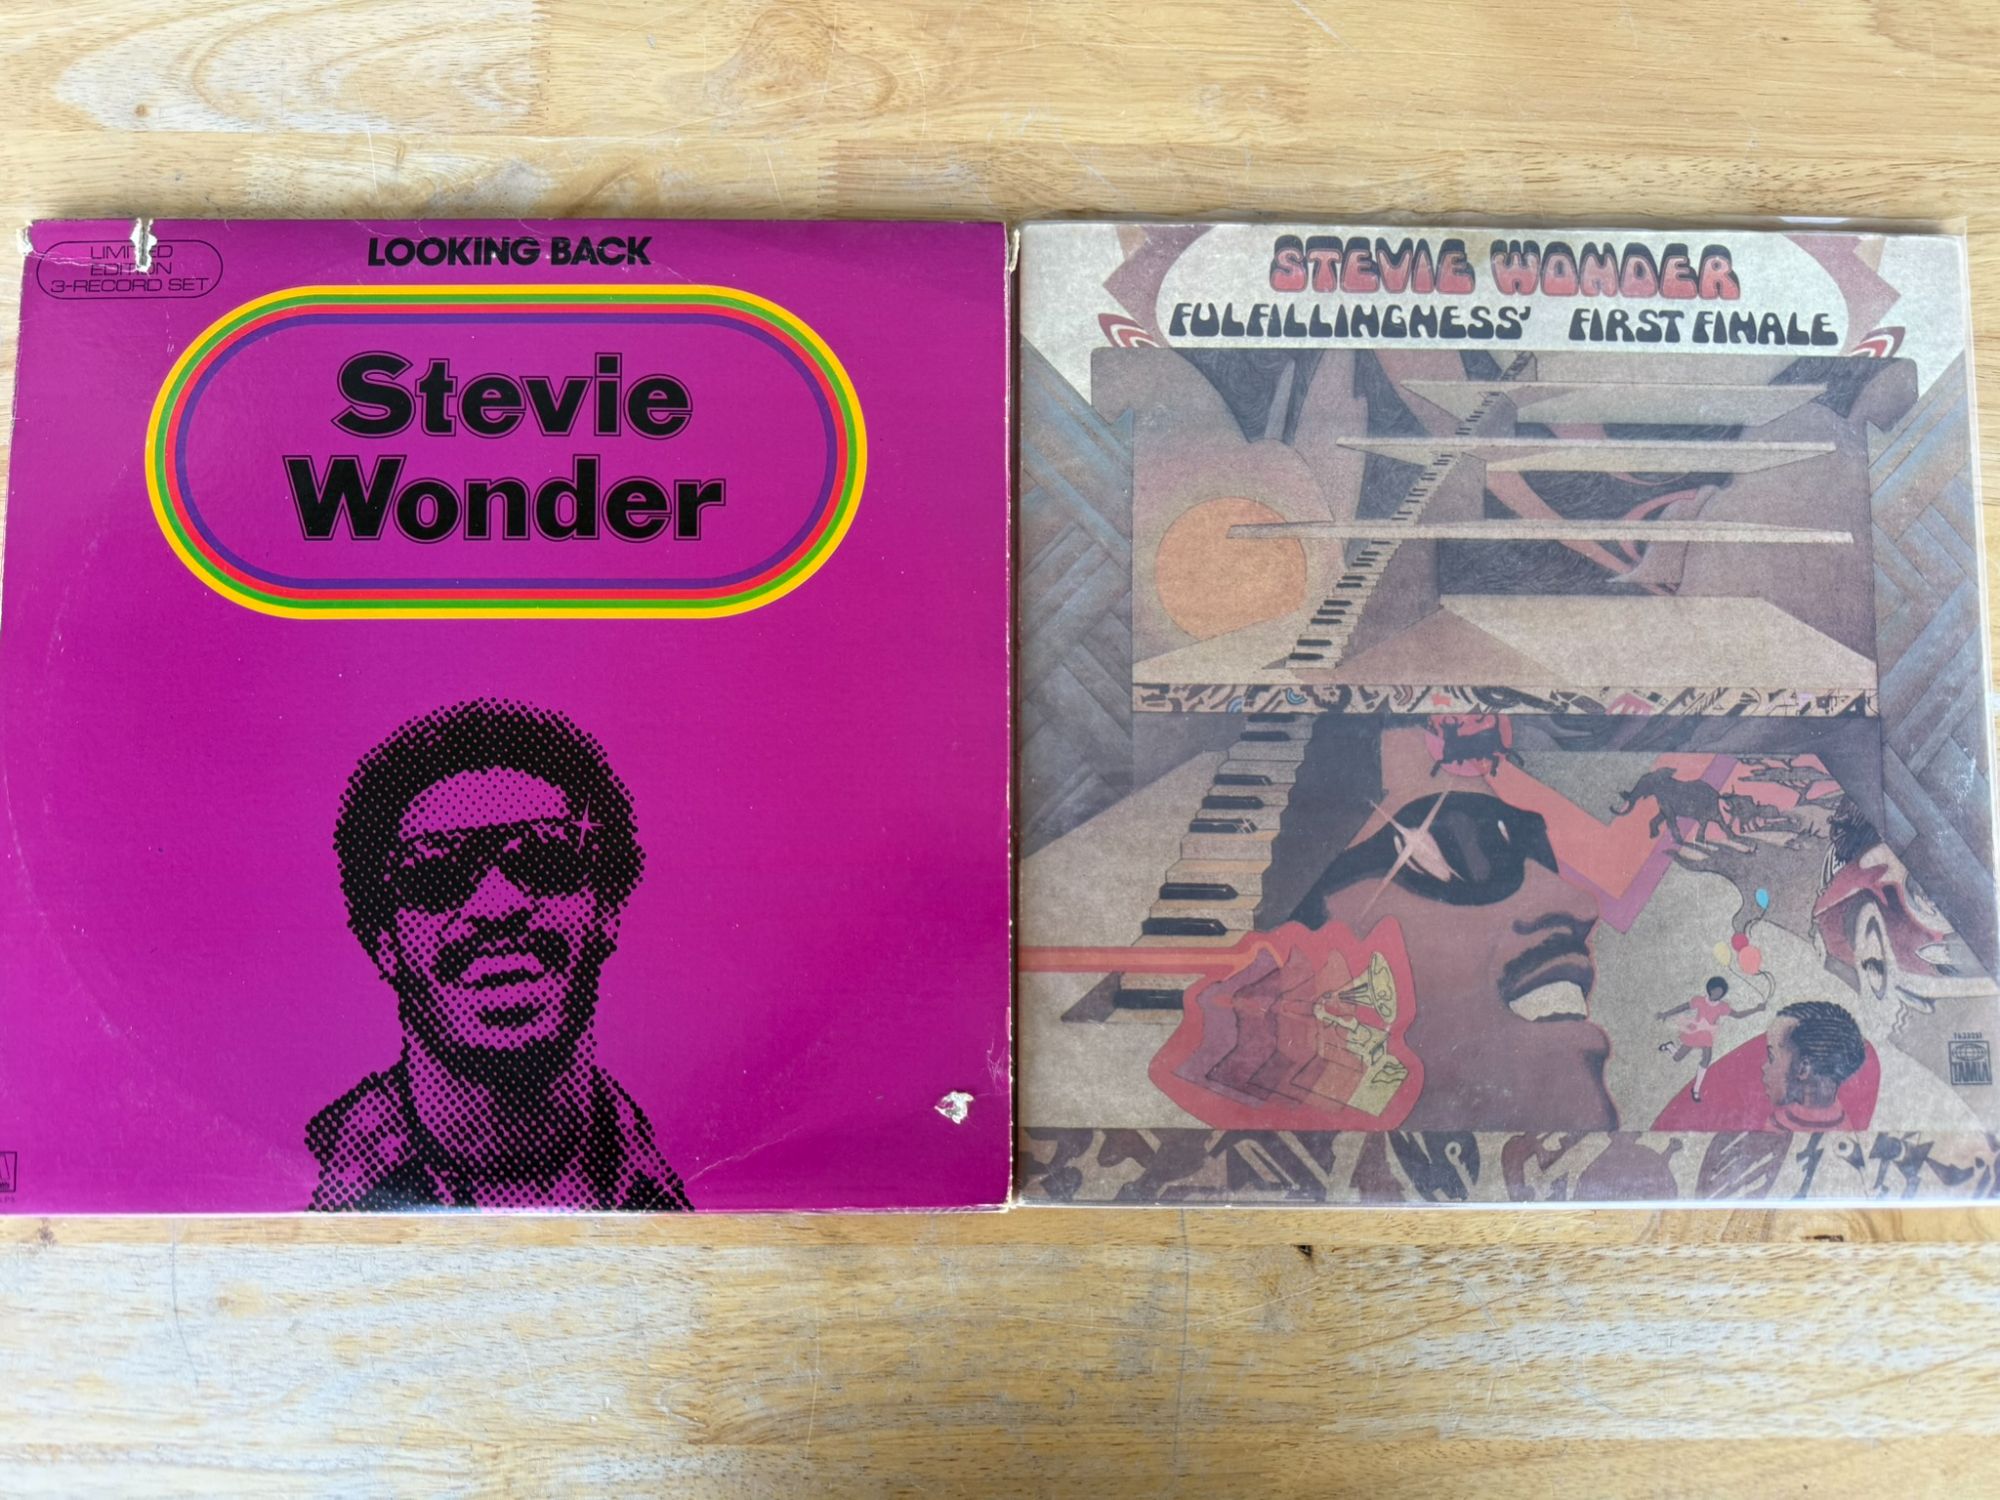 LIMITED
EDITION
3-RECORD SET
LOOKING BACK
Stevie
Wonder
STEVIE WONDER
FULFILLINGNESS' FIRST FINALE
TAMLA